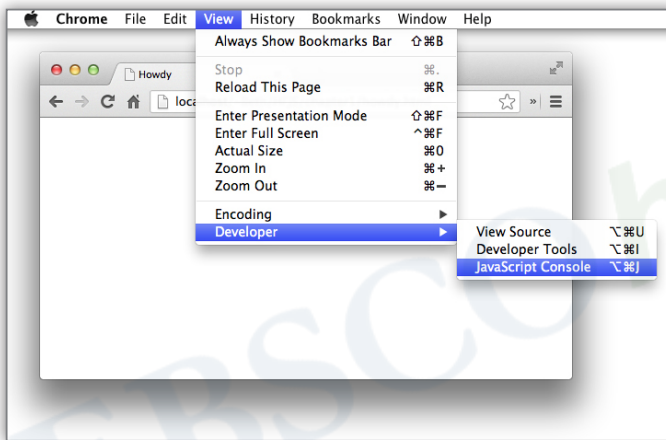 Chrome File Edit View History Bookmarks Window Help
Always Show Bookmarks Bar ⇧⌘B
Howdy
Stop ⌘.
Reload This Page ⌘R
loca
»
Enter Presentation Mode ⇧⌘F
Enter Full Screen ^⌘F
Actual Size ⌘0
Zoom In ⌘+
Zoom Out ⌘−
Encoding ▶
Developer ▶
View Source ⌥⌘U
Developer Tools ⌥⌘I
JavaScript Console ⌥⌘J
EBSCOh